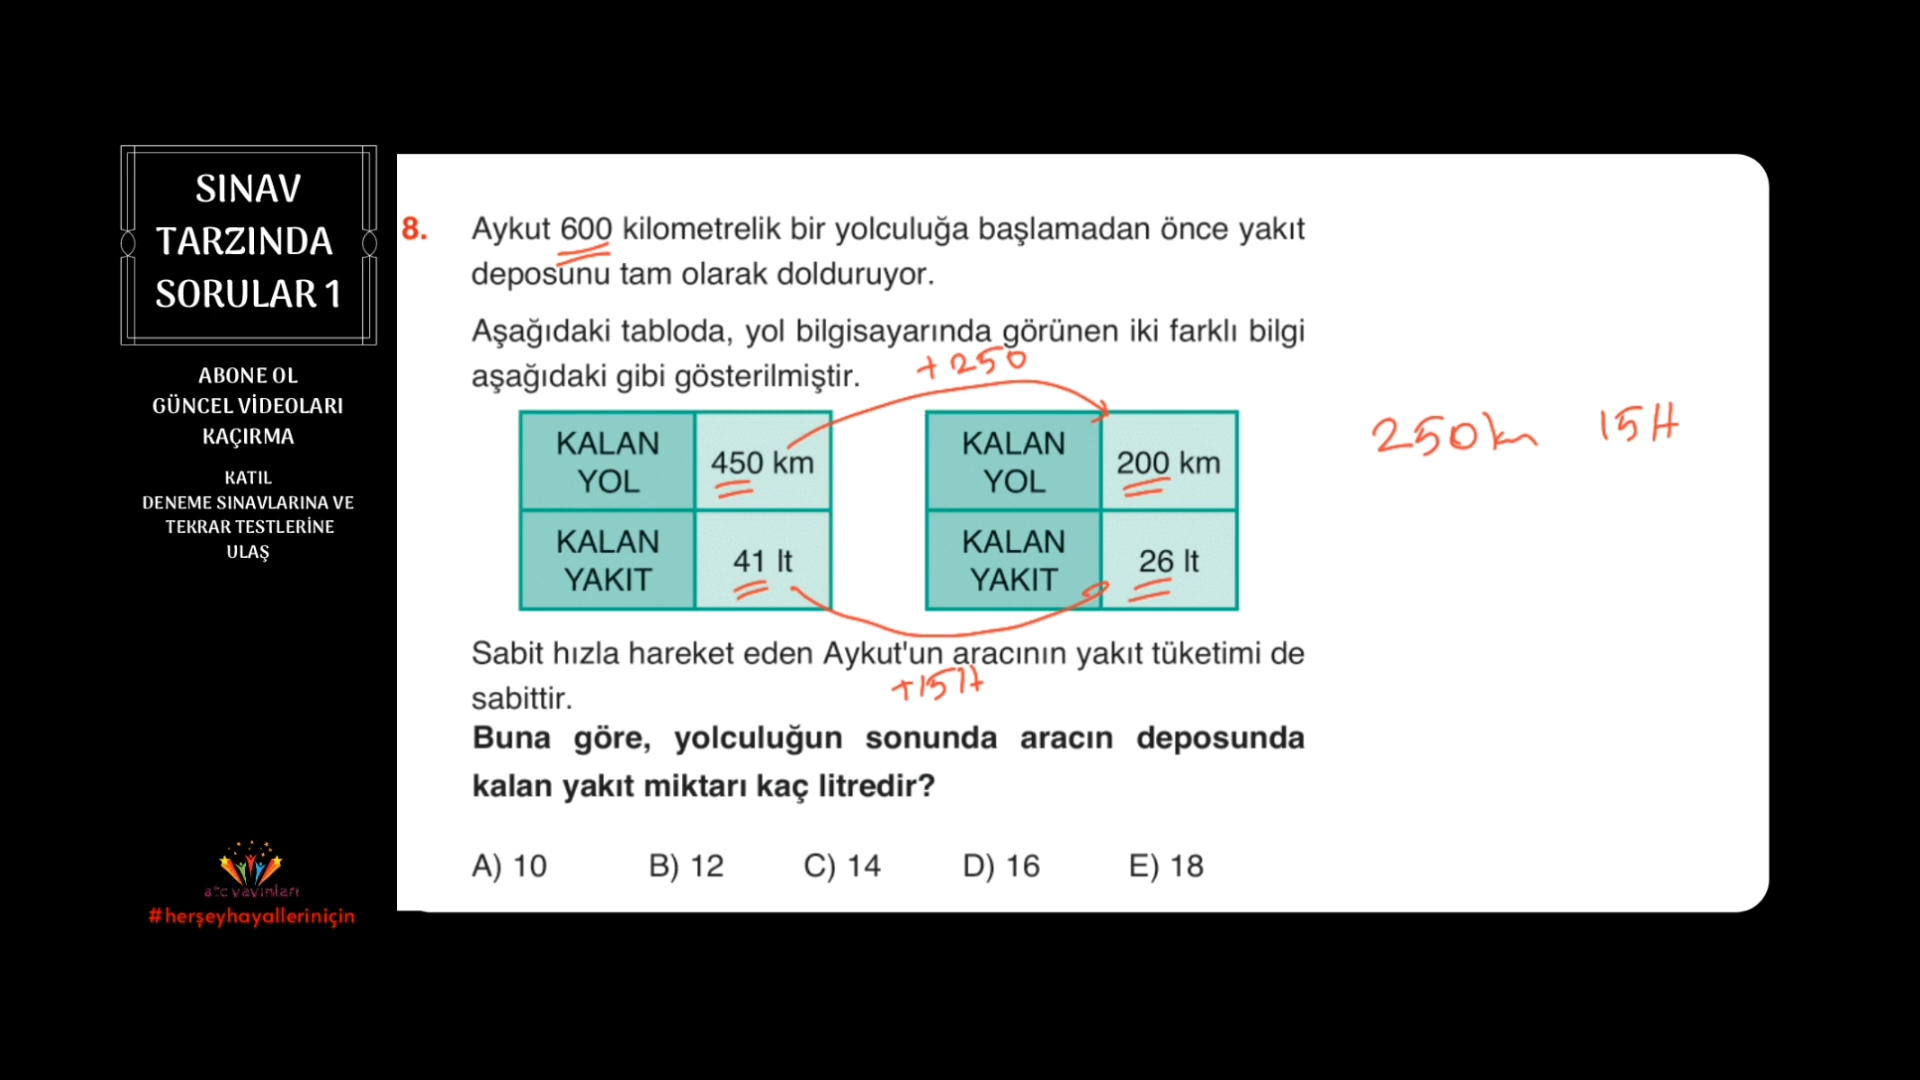 SINAV
TARZINDA
SORULAR 1
ABONE OL
GÜNCEL VİDEOLARI
KAÇIRMA
KATIL
DENEME SINAVLARINA VE
TEKRAR TESTLERİNE
ULAŞ
atc yayınları
#herşeyhayalleriniçin
8. Aykut 600 kilometrelik bir yolculuğa başlamadan önce yakıt
deposunu tam olarak dolduruyor.
Aşağıdaki tabloda, yol bilgisayarında görünen iki farklı bilgi
aşağıdaki gibi gösterilmiştir.
+250
KALAN YOL 450 km
KALAN YAKIT 41 lt
KALAN YOL 200 km
KALAN YAKIT 26 lt
250km 15lt
Sabit hızla hareket eden Aykut'un aracının yakıt tüketimi de
+15lt
sabittir.
Buna göre, yolculuğun sonunda aracın deposunda
kalan yakıt miktarı kaç litredir?
A) 10 B) 12 C) 14 D) 16 E) 18